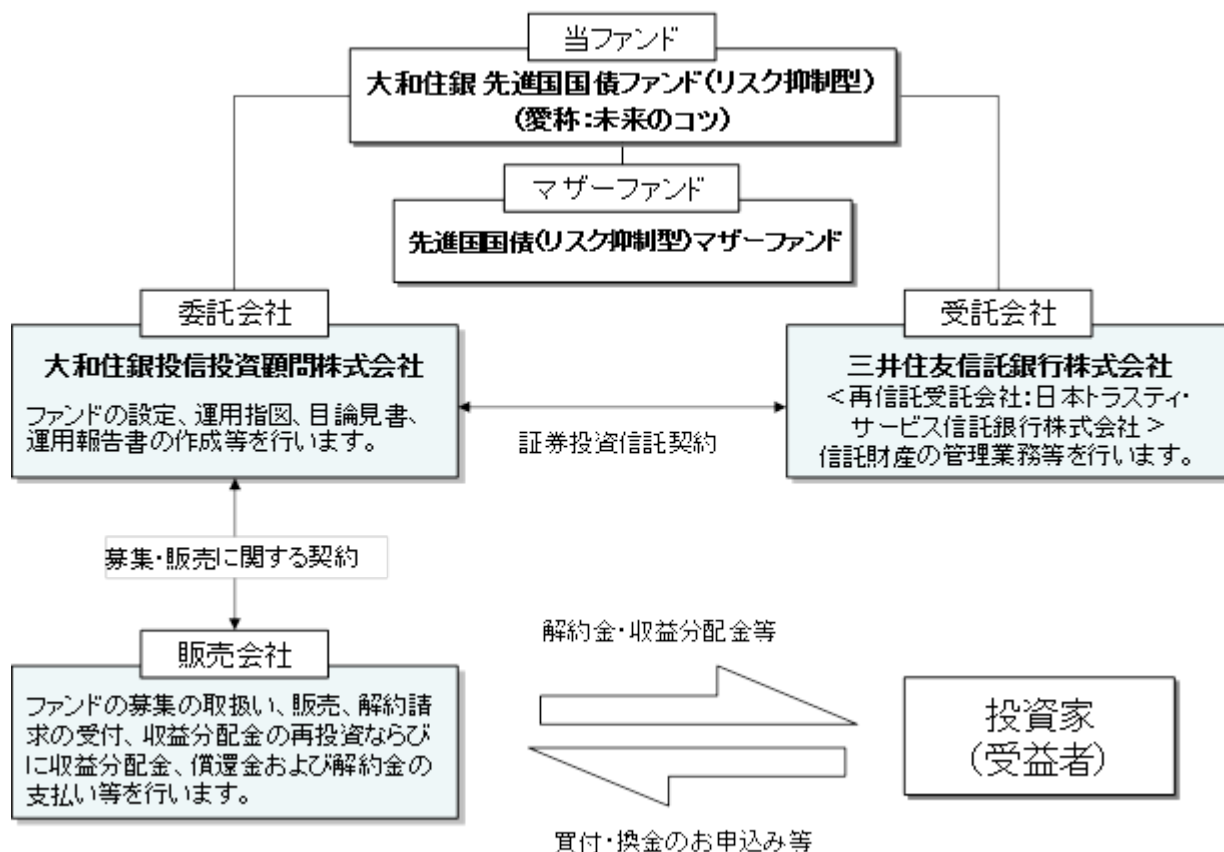 当ファンド
大和住銀 先進国国債ファンド(リスク抑制型)
(愛称:未来のコツ)
マザーファンド
先進国国債(リスク抑制型)マザーファンド
委託会社
大和住銀投信投資顧問株式会社
ファンドの設定、運用指図、目論見書、
運用報告書の作成等を行います。
証券投資信託契約
受託会社
三井住友信託銀行株式会社
<再信託受託会社:日本トラスティ・
サービス信託銀行株式会社>
信託財産の管理業務等を行います。
募集・販売に関する契約
販売会社
ファンドの募集の取扱い、販売、解約請
求の受付、収益分配金の再投資ならび
に収益分配金、償還金および解約金の
支払い等を行います。
解約金・収益分配金等
買付・換金のお申込み等
投資家
(受益者)